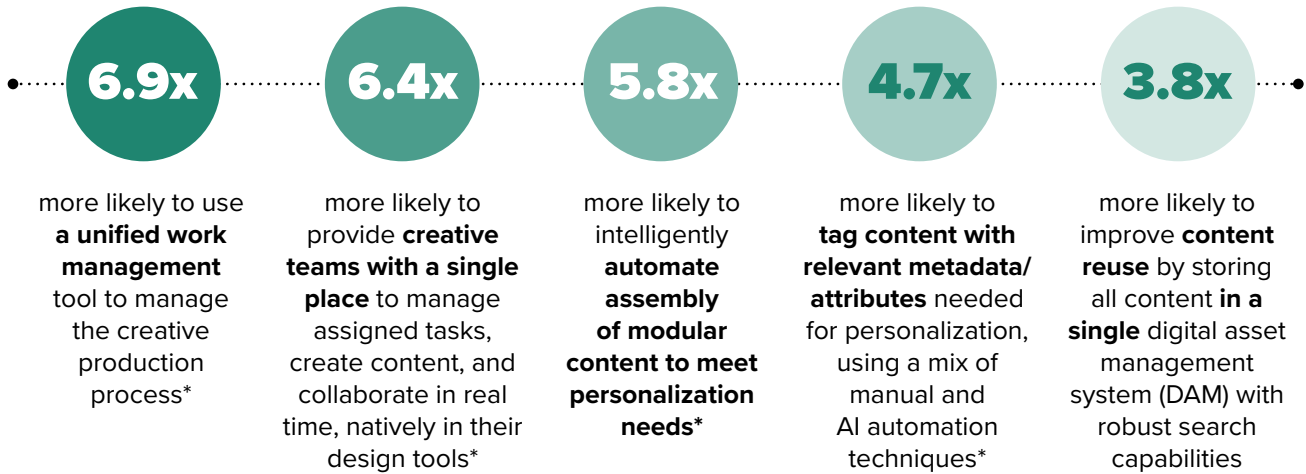 6.9x
more likely to use
a unified work
management
tool to manage
the creative
production
process*
6.4x
more likely to
provide creative
teams with a single
place to manage
assigned tasks,
create content, and
collaborate in real
time, natively in their
design tools*
5.8x
more likely to
intelligently
automate
assembly
of modular
content to meet
personalization
needs*
4.7x
more likely to
tag content with
relevant metadata/
attributes needed
for personalization,
using a mix of
manual and
AI automation
techniques*
3.8x
more likely to
improve content
reuse by storing
all content in a
single digital asset
management
system (DAM) with
robust search
capabilities